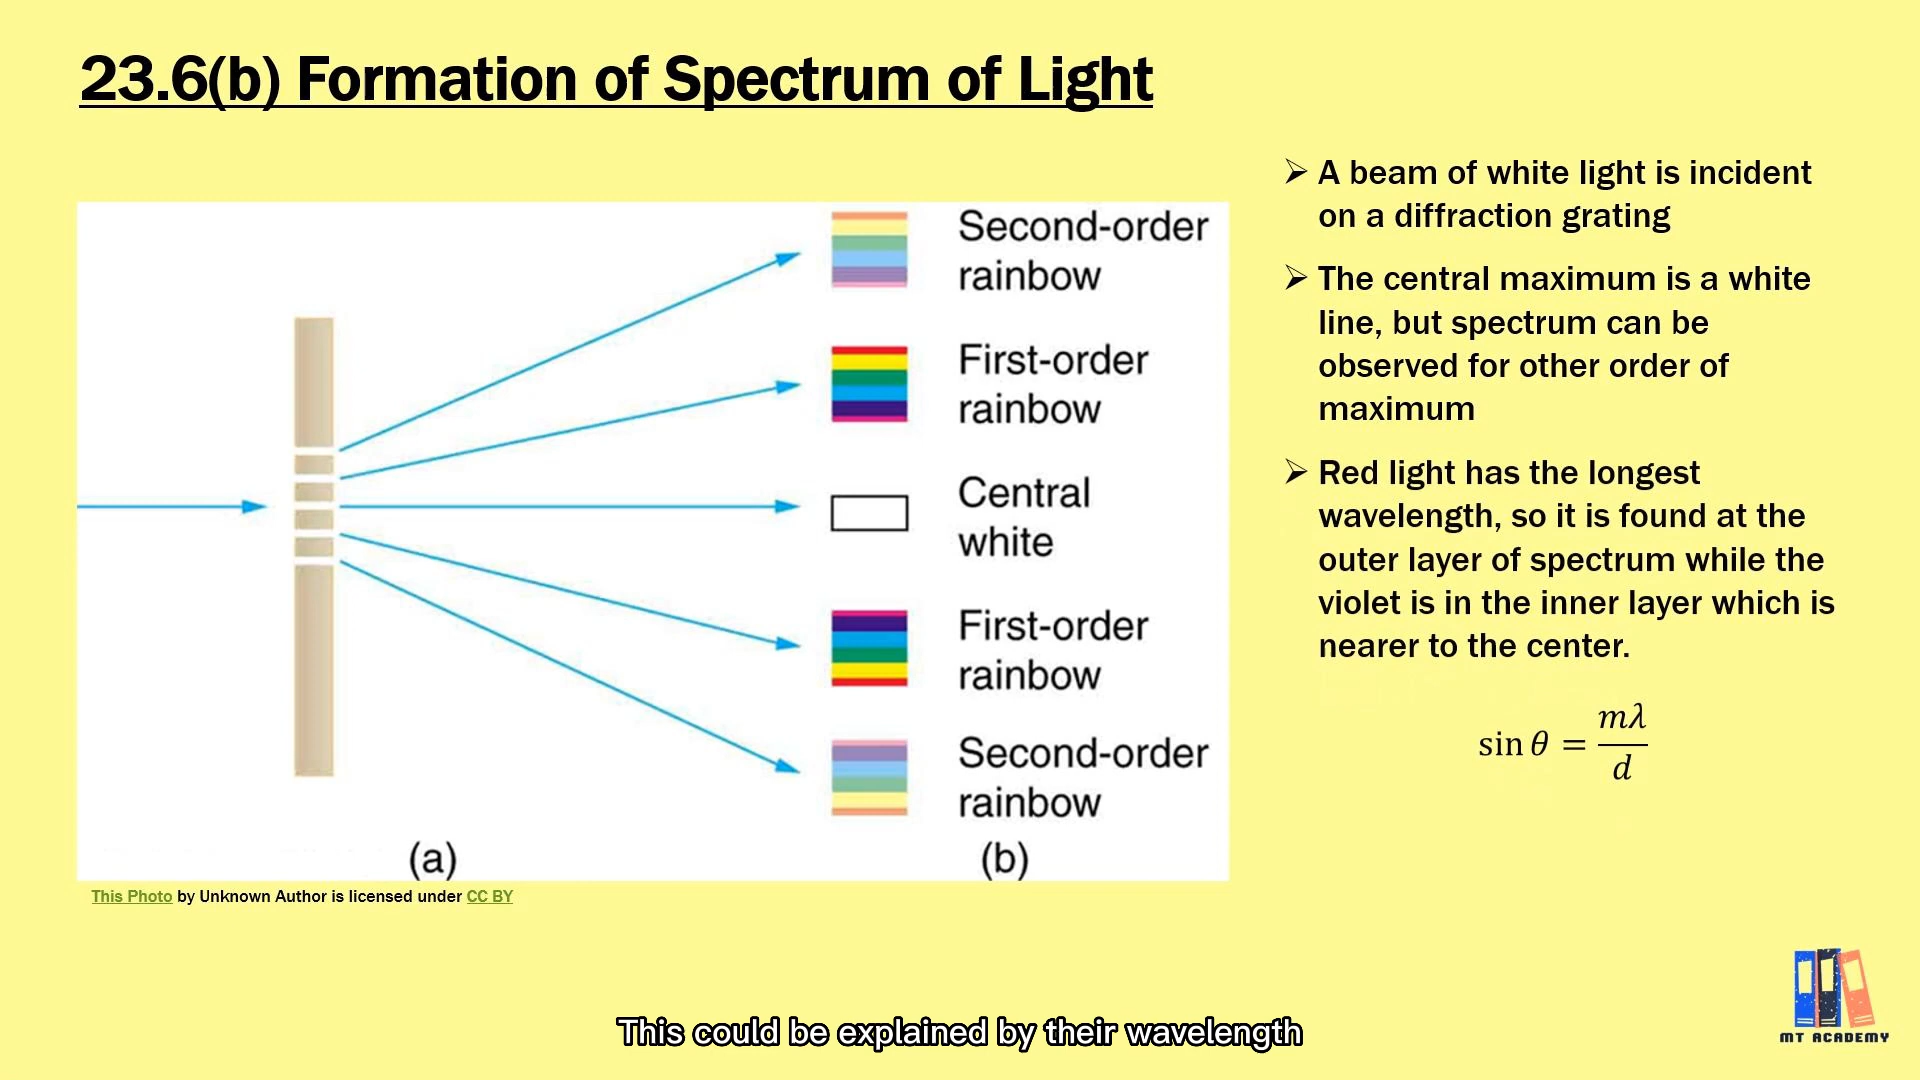 23.6(b) Formation of Spectrum of Light
Second-order
rainbow
First-order
rainbow
Central
white
First-order
rainbow
Second-order
rainbow
(a)
(b)
This Photo by Unknown Author is licensed under CC BY
➢ A beam of white light is incident
on a diffraction grating
➢ The central maximum is a white
line, but spectrum can be
observed for other order of
maximum
➢ Red light has the longest
wavelength, so it is found at the
outer layer of spectrum while the
violet is in the inner layer which is
nearer to the center.
sin θ = mλ/d
MT ACADEMY
This could be explained by their wavelength